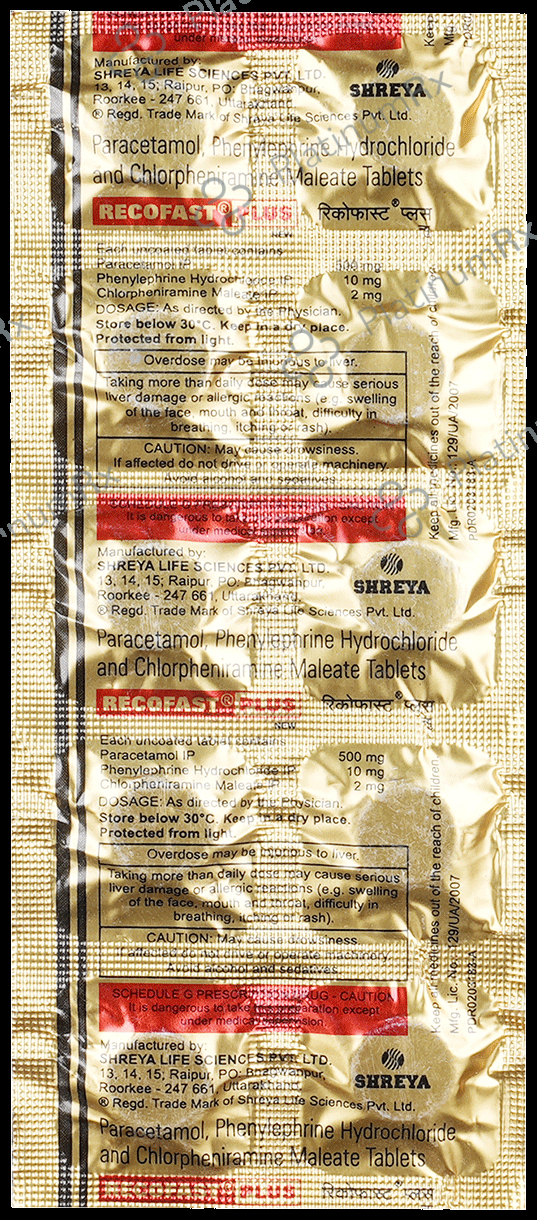 under
Keep
Mfg.
Manufactured by:
SHREYA LIFE SCIENCES PVT. LTD.
13, 14, 15; Raipur, PO: Bhagwanpur,
Roorkee - 247 661, Uttarakhand.
® Regd. Trade Mark of Shreya Life Sciences Pvt. Ltd.
SHREYA
Paracetamol, Phenylephrine Hydrochloride
and Chlorpheniramine Maleate Tablets
RECOFAST® PLUS रिकोफास्ट® प्लस
NEW
Each uncoated tablet contains
Paracetamol IP 500 mg
Phenylephrine Hydrochloride IP 10 mg
Chlorpheniramine Maleate IP 2 mg
DOSAGE: As directed by the Physician.
Store below 30°C. Keep in a dry place.
Protected from light.
Overdose may be injurious to liver.
Taking more than daily dose may cause serious
liver damage or allergic reactions (e.g. swelling
of the face, mouth and throat, difficulty in
breathing, itching or rash).
CAUTION: May cause drowsiness.
If affected do not drive or operate machinery.
Avoid alcohol and sedatives.
Keep all medicines out of the reach of
Mfg. Lic. No.: 129/UA/2007
It is dangerous to take preparation except
under medical
Manufactured by:
SHREYA LIFE SCIENCES PVT. LTD.
13, 14, 15; Raipur, PO: Bhagwanpur,
Roorkee - 247 661, Uttarakhand.
® Regd. Trade Mark of Shreya Life Sciences Pvt. Ltd.
SHREYA
Paracetamol, Phenylephrine Hydrochloride
and Chlorpheniramine Maleate Tablets
RECOFAST® PLUS रिकोफास्ट® प्लस
NEW
Each uncoated tablet contains
Paracetamol IP 500 mg
Phenylephrine Hydrochloride IP 10 mg
Chlorpheniramine Maleate IP 2 mg
DOSAGE: As directed by the Physician.
Store below 30°C. Keep in a dry place.
Protected from light.
Overdose may be injurious to liver.
Taking more than daily dose may cause serious
liver damage or allergic reactions (e.g. swelling
of the face, mouth and throat, difficulty in
breathing, itching or rash).
CAUTION: May cause drowsiness.
If affected do not drive or operate machinery.
Avoid alcohol and sedatives.
Keep all medicines out of the reach of children
Mfg. Lic. No.: 129/UA/2007
SCHEDULE G PRESCRIPTION DRUG - CAUTION
It is dangerous to take this preparation except
under medical supervision.
Manufactured by:
SHREYA LIFE SCIENCES PVT. LTD.
13, 14, 15; Raipur, PO: Bhagwanpur,
Roorkee - 247 661, Uttarakhand.
® Regd. Trade Mark of Shreya Life Sciences Pvt. Ltd.
SHREYA
Paracetamol, Phenylephrine Hydrochloride
and Chlorpheniramine Maleate Tablets
RECOFAST® PLUS रिकोफास्ट® प्लस
PlatinumRx